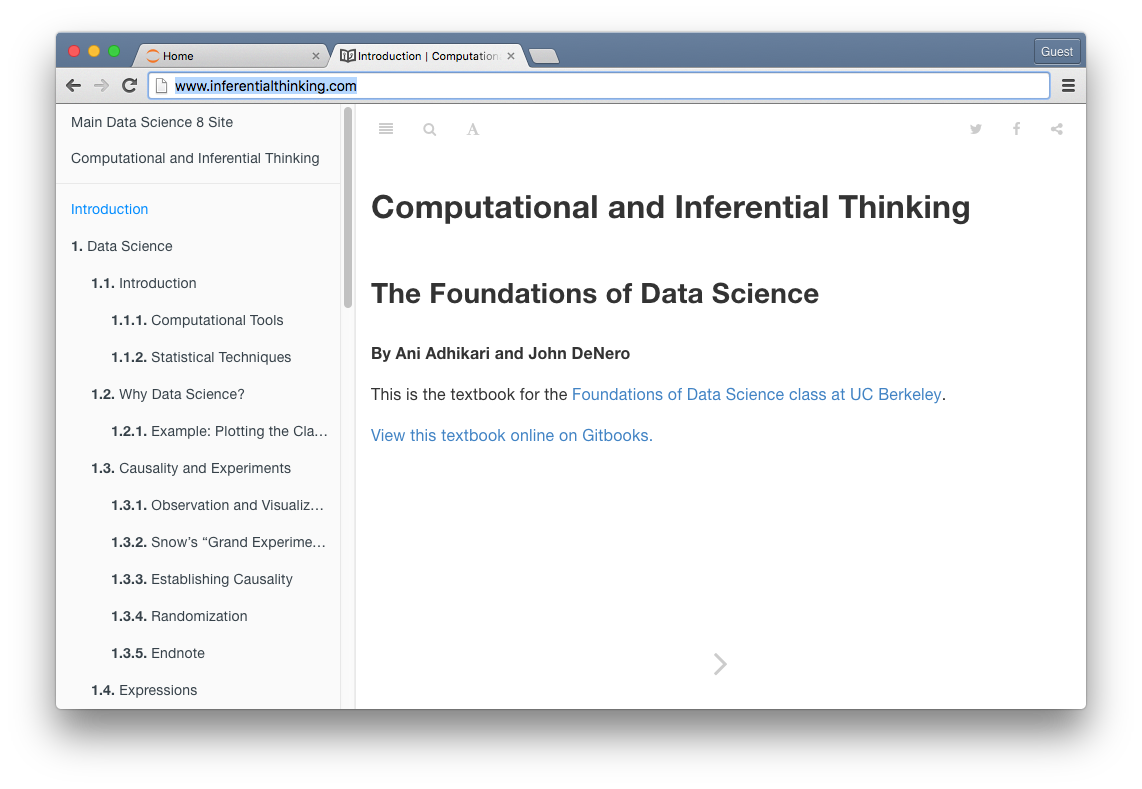 Home
Introduction | Computation
Guest
www.inferentialthinking.com
Main Data Science 8 Site
Computational and Inferential Thinking
Introduction
1. Data Science
1.1. Introduction
1.1.1. Computational Tools
1.1.2. Statistical Techniques
1.2. Why Data Science?
1.2.1. Example: Plotting the Cla…
1.3. Causality and Experiments
1.3.1. Observation and Visualiz…
1.3.2. Snow’s “Grand Experime…
1.3.3. Establishing Causality
1.3.4. Randomization
1.3.5. Endnote
1.4. Expressions
A
Computational and Inferential Thinking
The Foundations of Data Science
By Ani Adhikari and John DeNero
This is the textbook for the Foundations of Data Science class at UC Berkeley.
View this textbook online on Gitbooks.